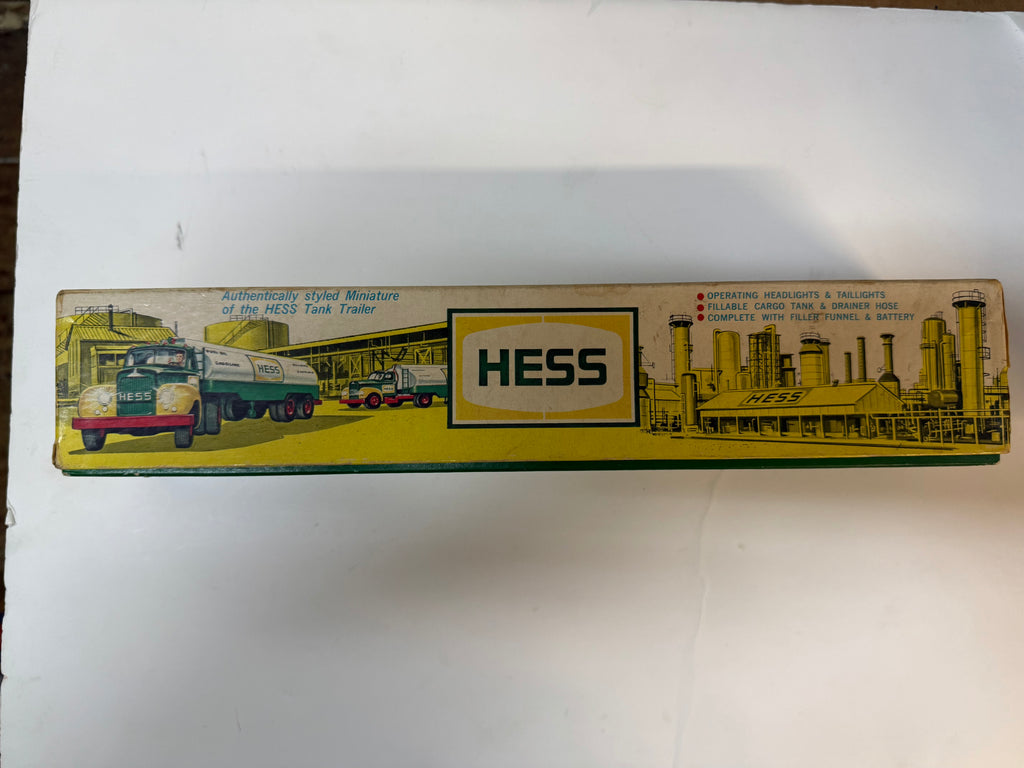 Authentically styled Miniature
of the HESS Tank Trailer
HESS
HESS
HESS
OPERATING HEADLIGHTS & TAILLIGHTS
FILLABLE CARGO TANK & DRAINER HOSE
COMPLETE WITH FILLER FUNNEL & BATTERY
HESS